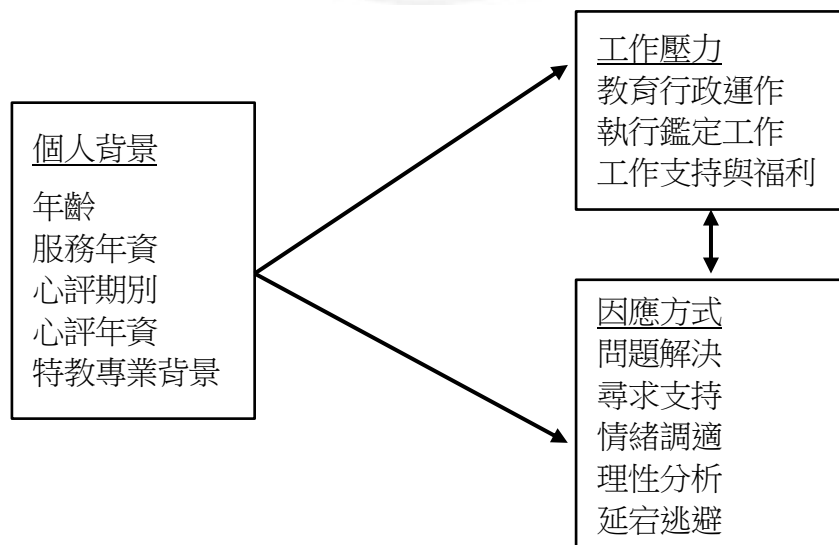 個人背景
年齡
服務年資
心評期別
心評年資
特教專業背景
工作壓力
教育行政運作
執行鑑定工作
工作支持與福利
因應方式
問題解決
尋求支持
情緒調適
理性分析
延宕逃避